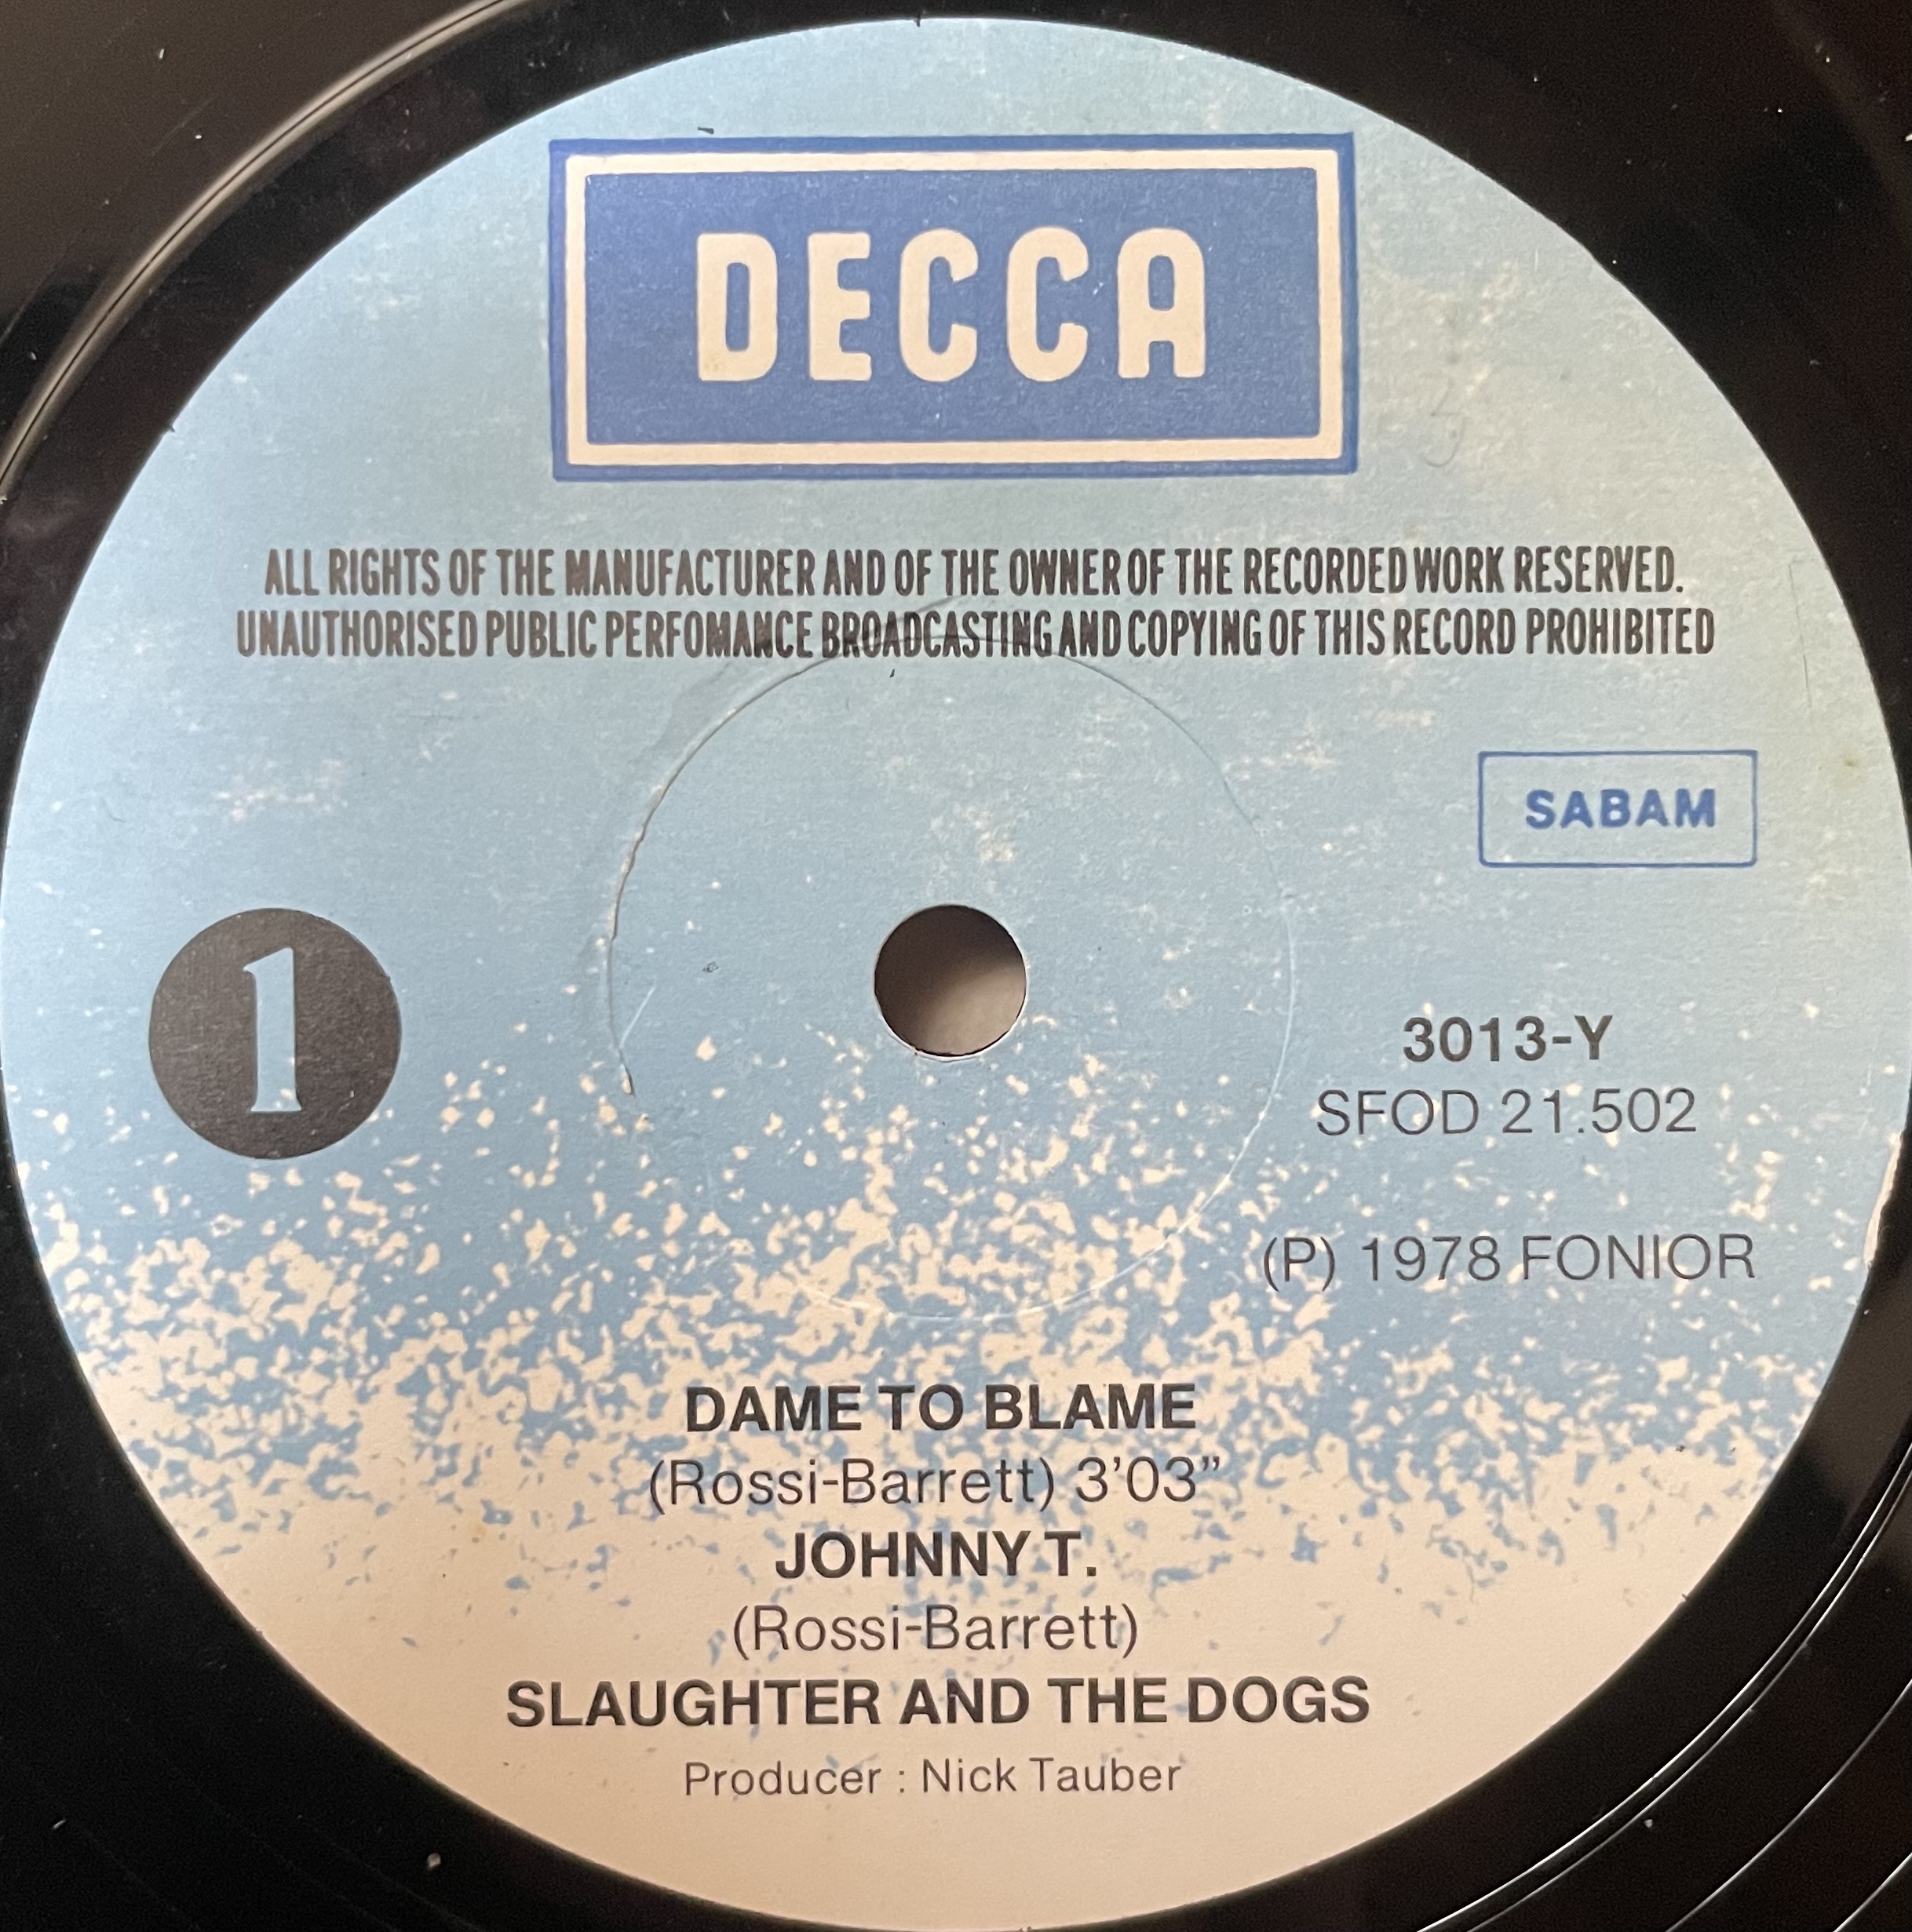 DECCA
ALL RIGHTS OF THE MANUFACTURER AND OF THE OWNER OF THE RECORDED WORK RESERVED.
UNAUTHORISED PUBLIC PERFOMANCE BROADCASTING AND COPYING OF THIS RECORD PROHIBITED
SABAM
1
3013-Y
SFOD 21.502
(P) 1978 FONIOR
DAME TO BLAME
(Rossi-Barrett) 3'03"
JOHNNY T.
(Rossi-Barrett)
SLAUGHTER AND THE DOGS
Producer : Nick Tauber